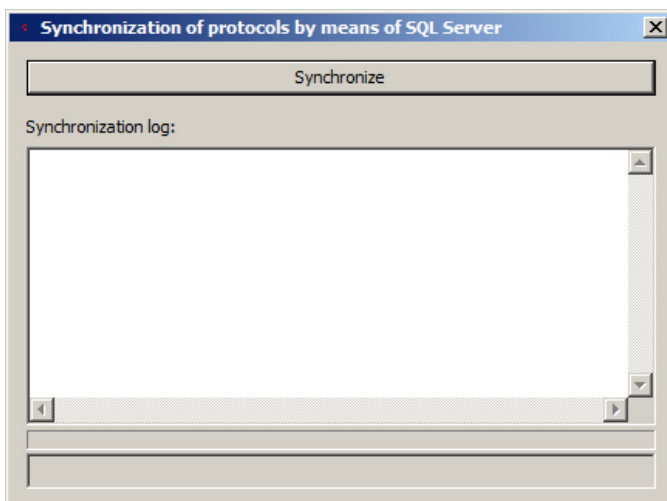 Synchronization of protocols by means of SQL Server
Synchronize
Synchronization log: